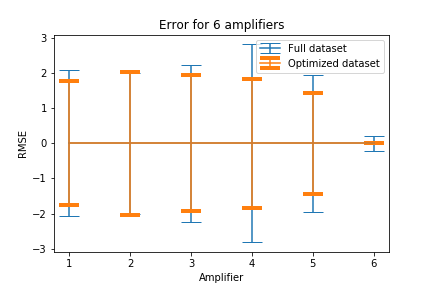 Error for 6 amplifiers
Full dataset
Optimized dataset
3
2
1
0
−1
−2
−3
RMSE
1 2 3 4 5 6
Amplifier